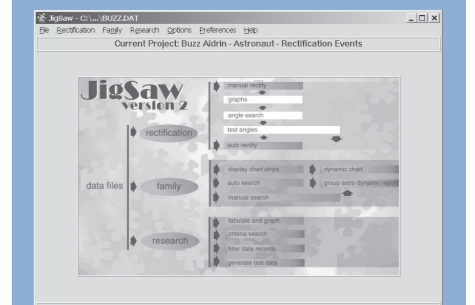 JigSaw - C:\...\BUZZ.DAT
File Rectification Family Research Options Preferences Help
Current Project: Buzz Aldrin - Astronaut - Rectification Events
JigSaw
version 2
data files
rectification
manual rectify
graphs
angle search
test angles
auto rectify
family
display chart strips
dynamic chart
auto search
group astro dynamic report
manual search
research
tabulate and graph
criteria search
filter data records
generate test data